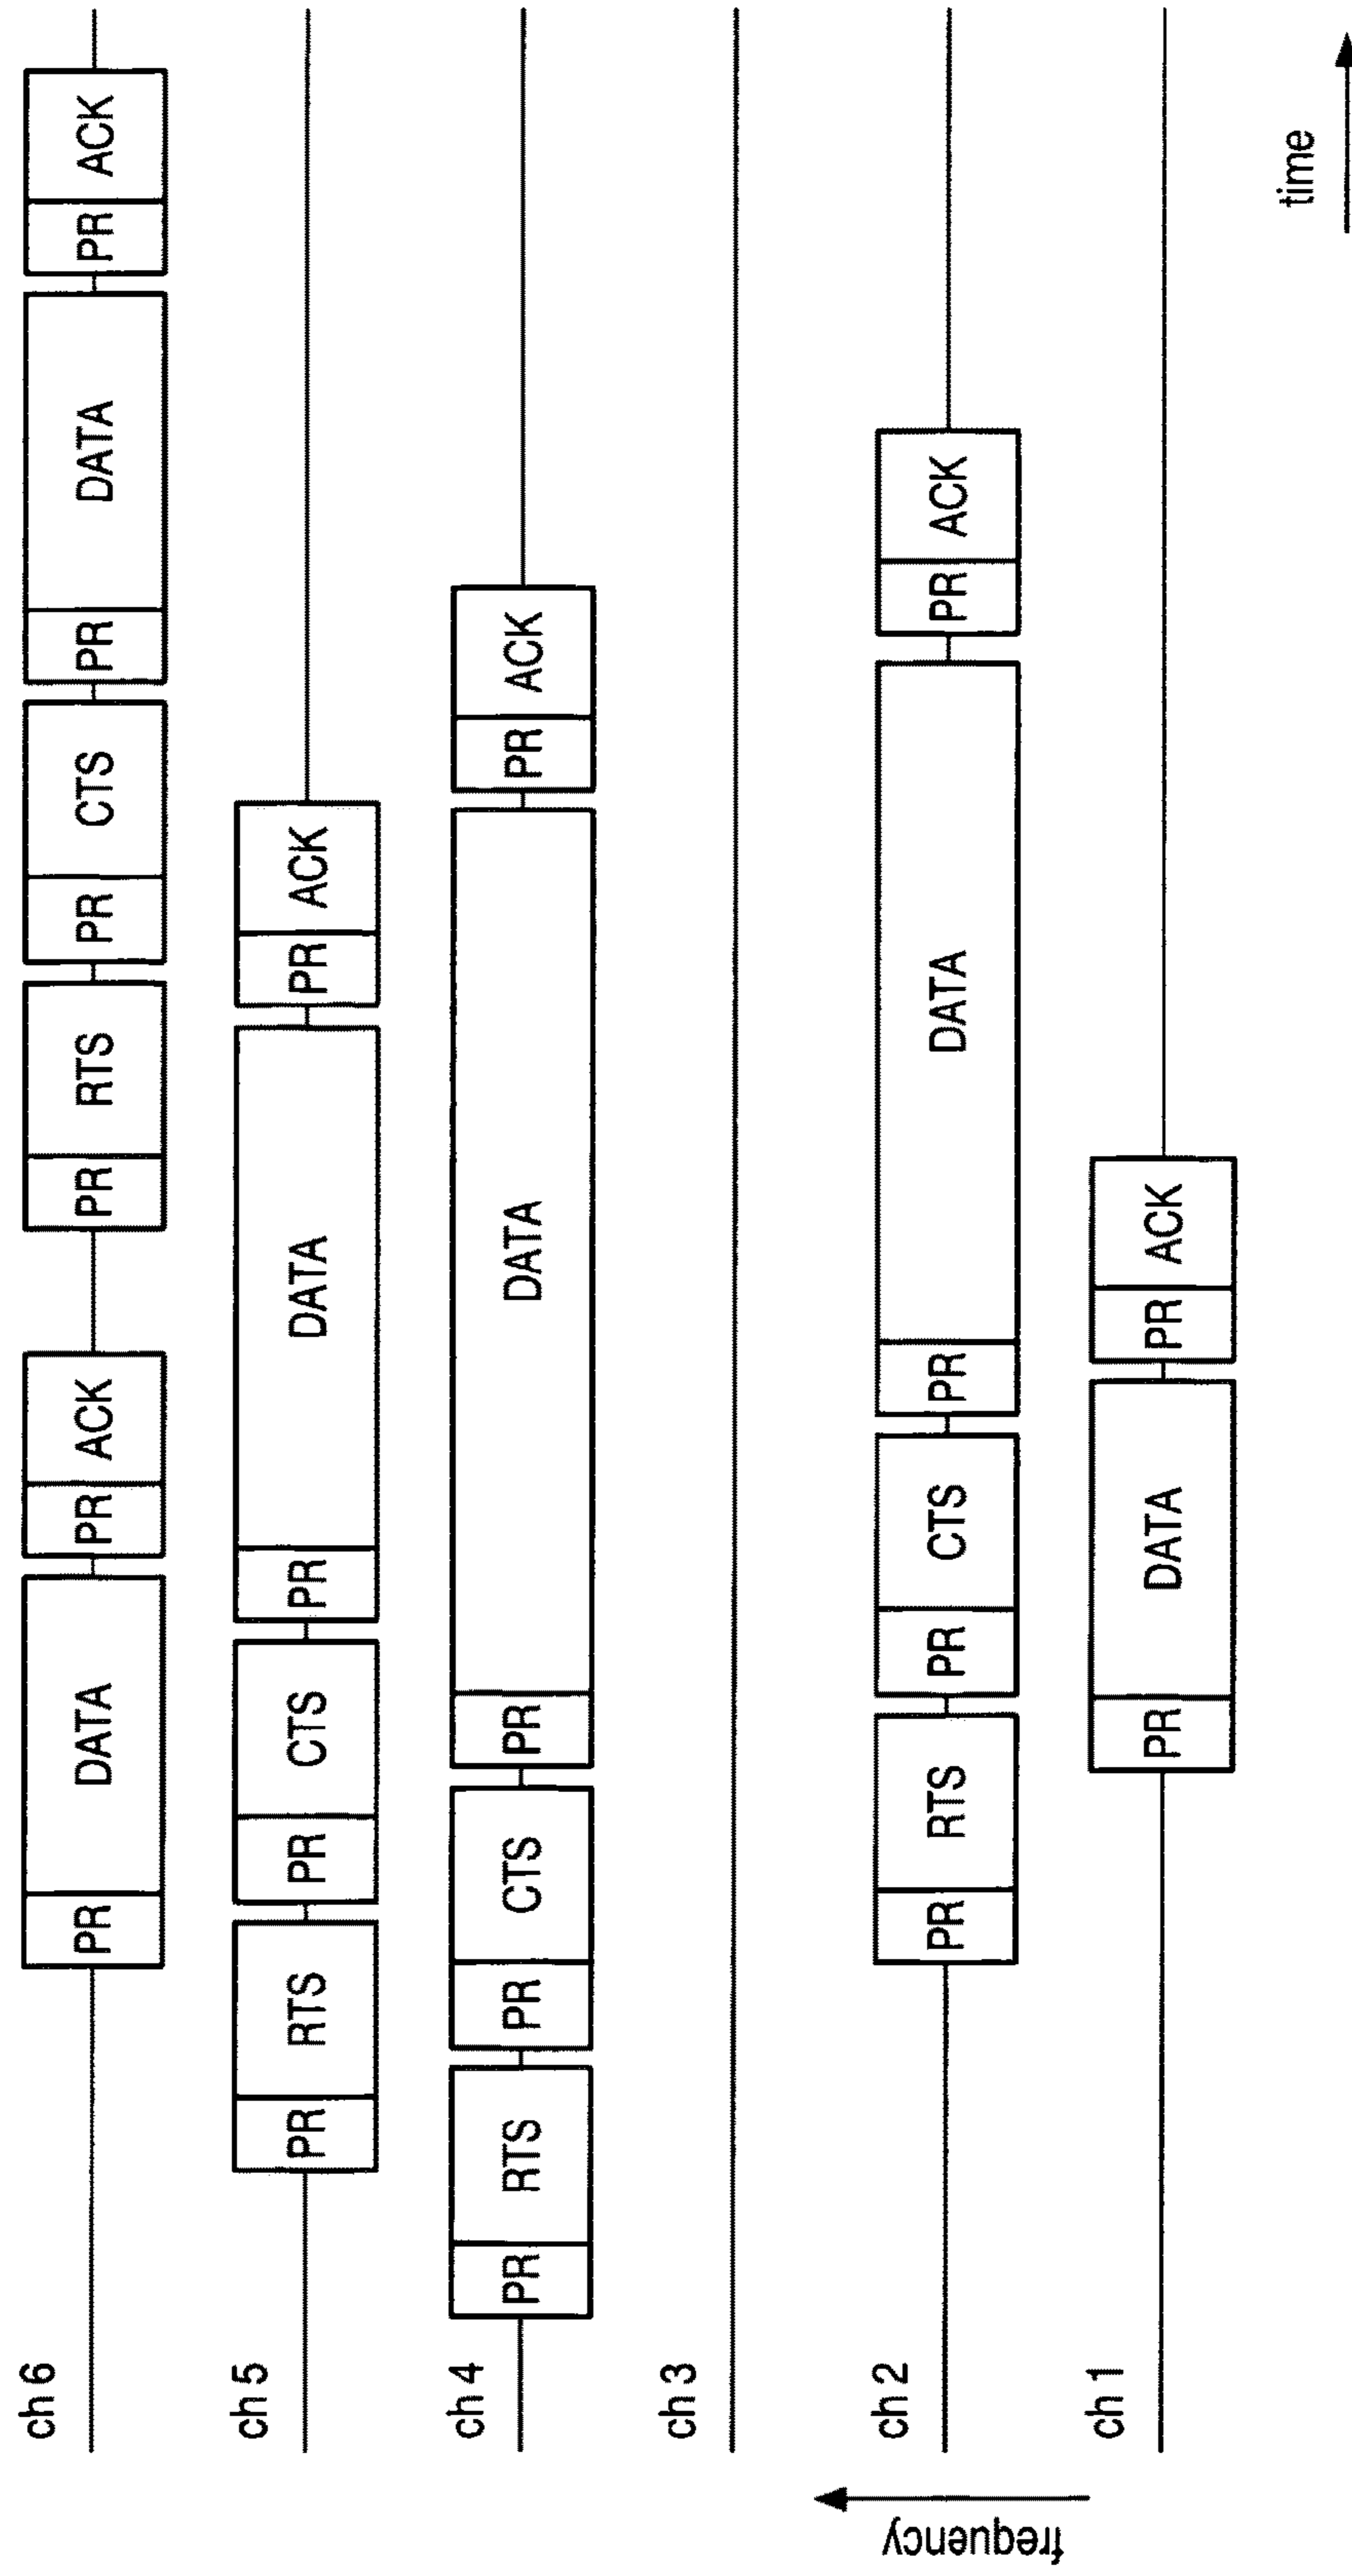 ch 6
PR DATA PR ACK PR RTS PR CTS PR DATA PR ACK
ch 5
PR RTS PR CTS PR DATA PR ACK
ch 4
PR RTS PR CTS PR DATA PR ACK
ch 3
ch 2
PR RTS PR CTS PR DATA PR ACK
ch 1
PR DATA PR ACK
frequency
time